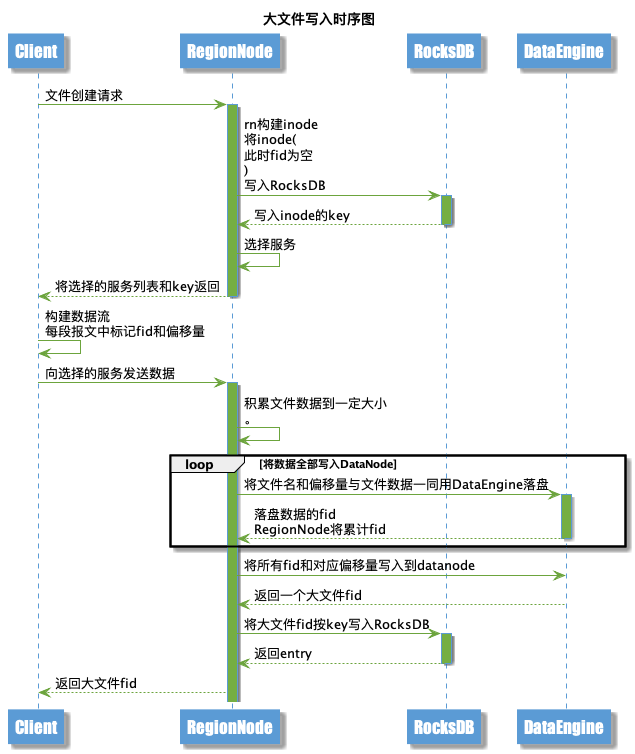 大文件写入时序图
Client
RegionNode
RocksDB
DataEngine
文件创建请求
rn构建inode
将inode(
此时fid为空
)
写入RocksDB
写入inode的key
选择服务
将选择的服务列表和key返回
构建数据流
每段报文中标记fid和偏移量
向选择的服务发送数据
积累文件数据到一定大小
。
loop
[将数据全部写入DataNode]
将文件名和偏移量与文件数据一同用DataEngine落盘
落盘数据的fid
RegionNode将累计fid
将所有fid和对应偏移量写入到datanode
返回一个大文件fid
将大文件fid按key写入RocksDB
返回entry
返回大文件fid
Client
RegionNode
RocksDB
DataEngine